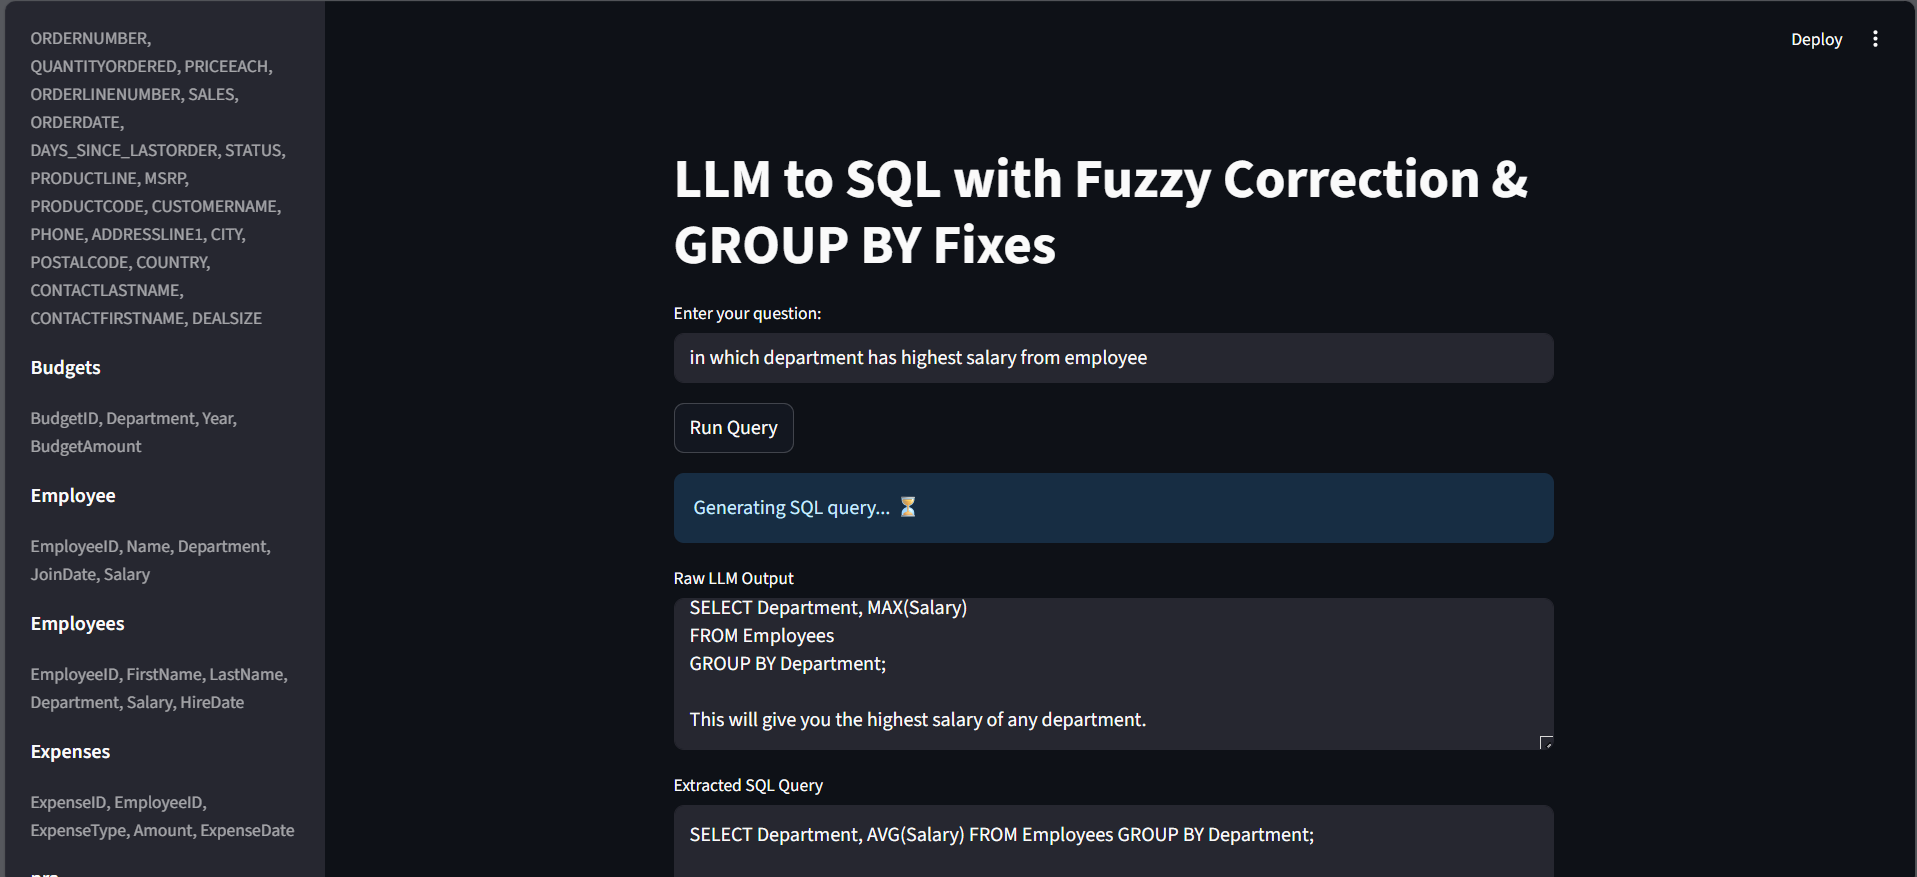 ORDERNUMBER,
QUANTITYORDERED, PRICEEACH,
ORDERLINENUMBER, SALES,
ORDERDATE,
DAYS_SINCE_LASTORDER, STATUS,
PRODUCTLINE, MSRP,
PRODUCTCODE, CUSTOMERNAME,
PHONE, ADDRESSLINE1, CITY,
POSTALCODE, COUNTRY,
CONTACTLASTNAME,
CONTACTFIRSTNAME, DEALSIZE
Budgets
BudgetID, Department, Year,
BudgetAmount
Employee
EmployeeID, Name, Department,
JoinDate, Salary
Employees
EmployeeID, FirstName, LastName,
Department, Salary, HireDate
Expenses
ExpenseID, EmployeeID,
ExpenseType, Amount, ExpenseDate
Deploy
LLM to SQL with Fuzzy Correction &
GROUP BY Fixes
Enter your question:
in which department has highest salary from employee
Run Query
Generating SQL query... ⏳
Raw LLM Output
SELECT Department, MAX(Salary)
FROM Employees
GROUP BY Department;
This will give you the highest salary of any department.
Extracted SQL Query
SELECT Department, AVG(Salary) FROM Employees GROUP BY Department;